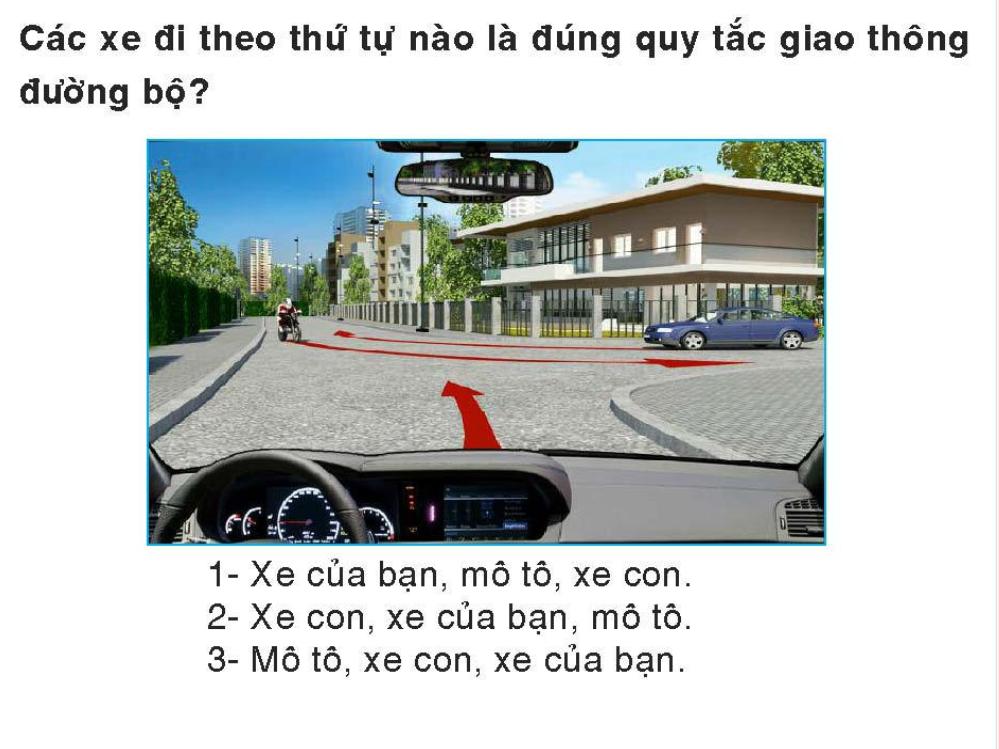 Các xe đi theo thứ tự nào là đúng quy tắc giao thông
đường bộ?
1- Xe của bạn, mô tô, xe con.
2- Xe con, xe của bạn, mô tô.
3- Mô tô, xe con, xe của bạn.